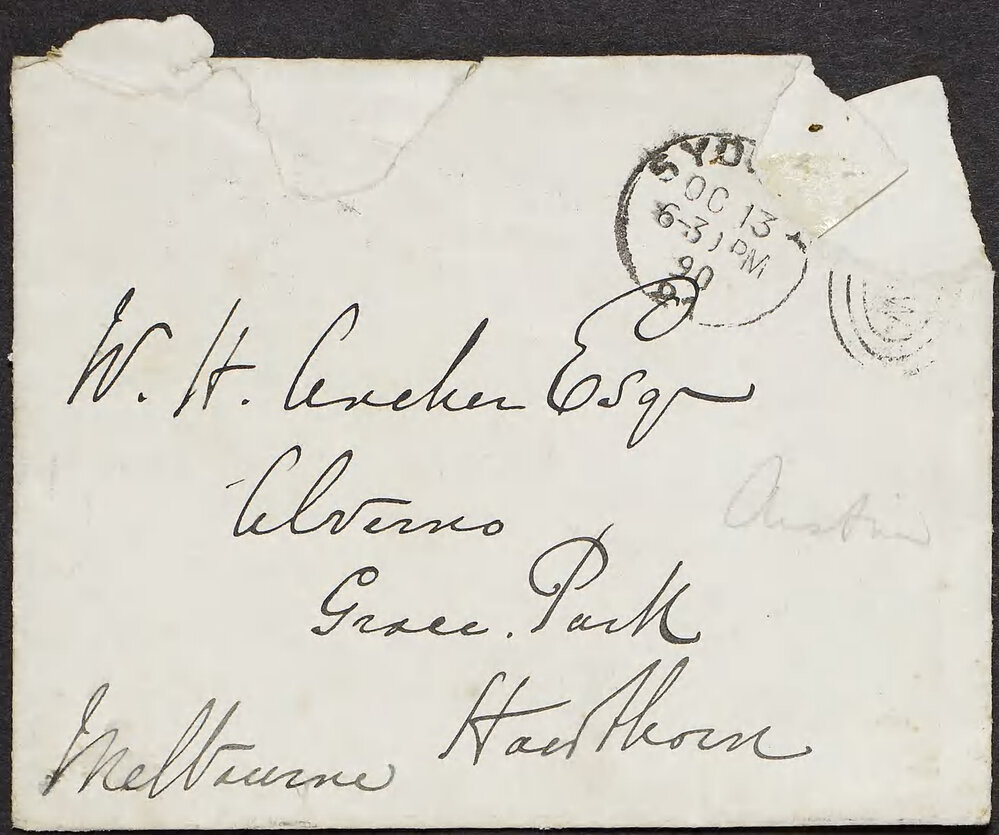 SYD
OC 13
6-3 PM
90
W. H. Archer Esqr
Alverno
Austin
Grace. Park
Hawthorn
Melbourne